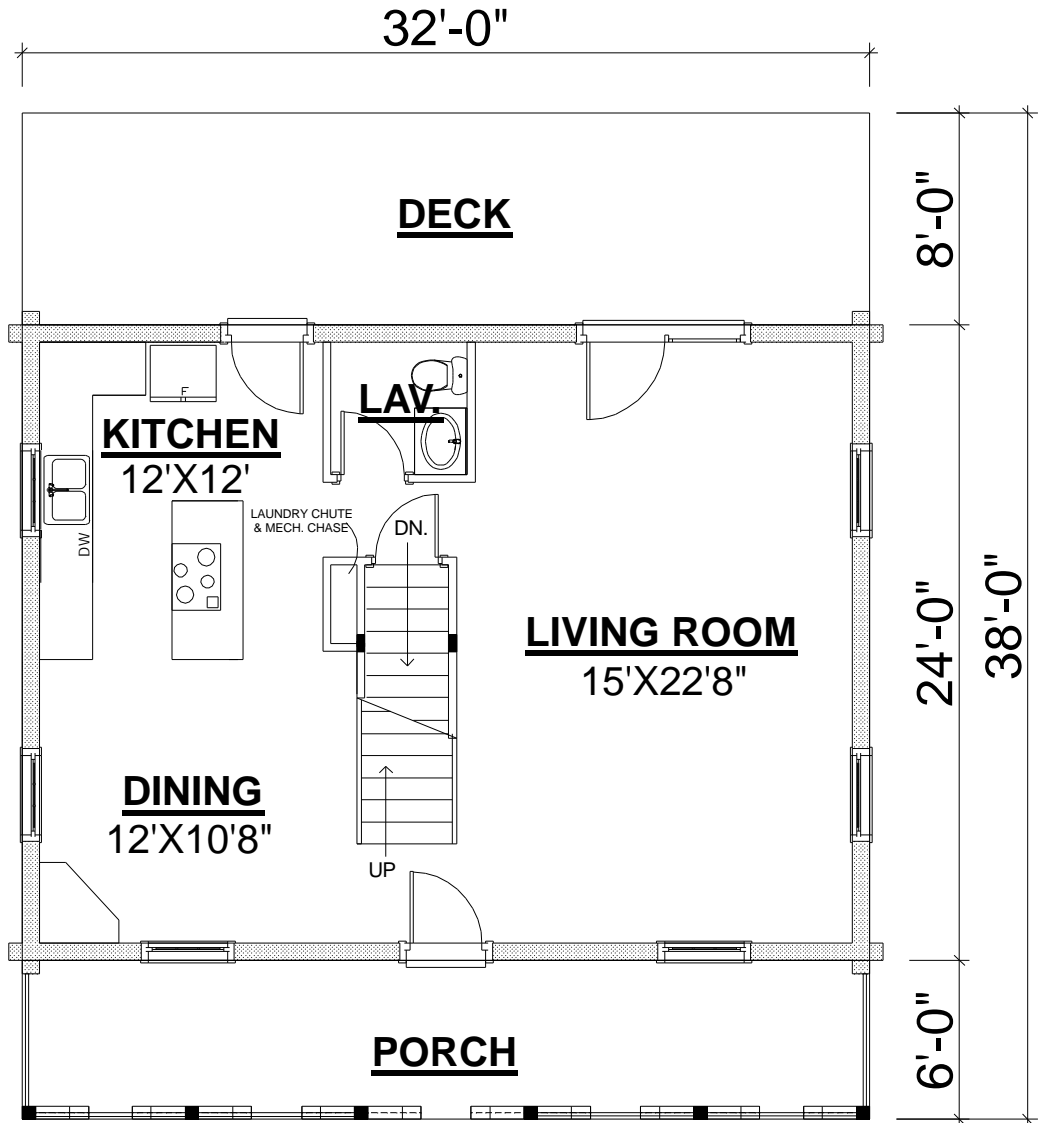 32'-0"
DECK
8'-0"
F
LAV.
KITCHEN
12'X12'
DW
LAUNDRY CHUTE
& MECH. CHASE
DN.
LIVING ROOM
15'X22'8"
24'-0"
38'-0"
DINING
12'X10'8"
UP
PORCH
6'-0"